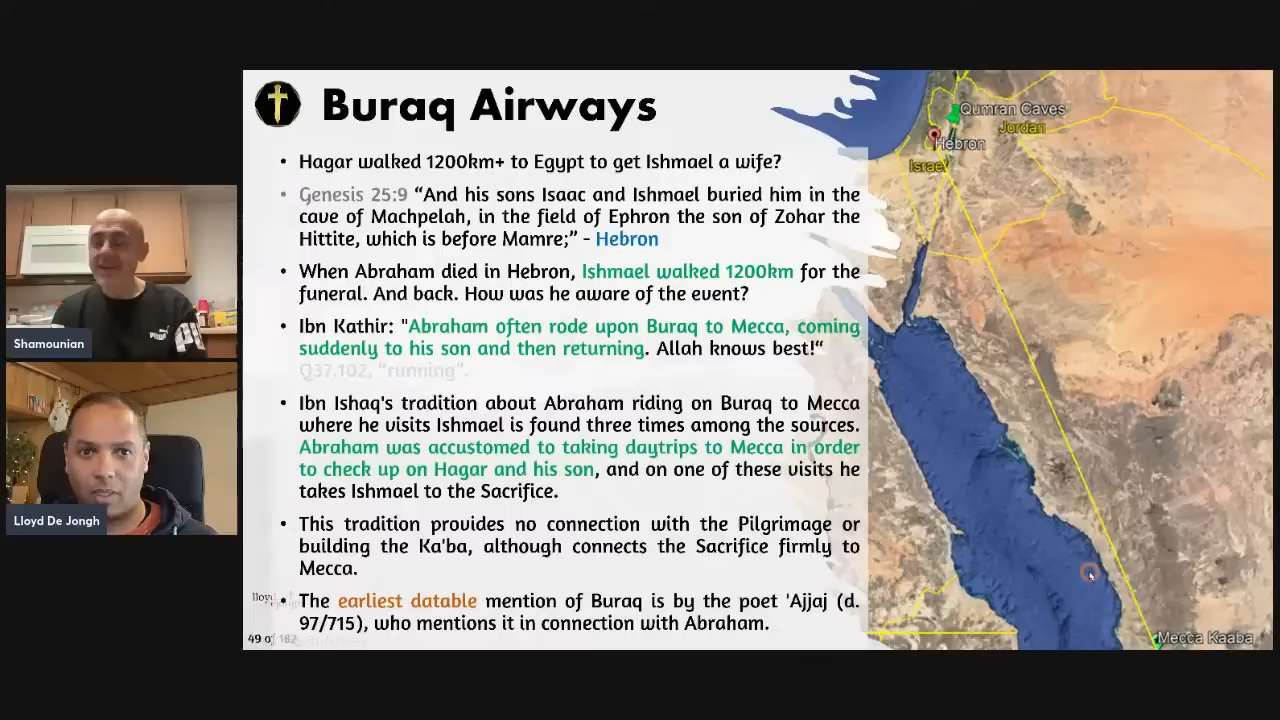 Buraq Airways
• Hagar walked 1200km+ to Egypt to get Ishmael a wife?
• Genesis 25:9 “And his sons Isaac and Ishmael buried him in the
cave of Machpelah, in the field of Ephron the son of Zohar the
Hittite, which is before Mamre;” - Hebron
• When Abraham died in Hebron, Ishmael walked 1200km for the
funeral. And back. How was he aware of the event?
• Ibn Kathir: "Abraham often rode upon Buraq to Mecca, coming
suddenly to his son and then returning. Allah knows best!“
Q37.102, “running”.
• Ibn Ishaq's tradition about Abraham riding on Buraq to Mecca
where he visits Ishmael is found three times among the sources.
Abraham was accustomed to taking daytrips to Mecca in order
to check up on Hagar and his son, and on one of these visits he
takes Ishmael to the Sacrifice.
• This tradition provides no connection with the Pilgrimage or
building the Ka'ba, although connects the Sacrifice firmly to
Mecca.
• The earliest datable mention of Buraq is by the poet 'Ajjaj (d.
97/715), who mentions it in connection with Abraham.
lloyd
49 of 182
Qumran Caves
Jordan
Hebron
Israel
Mecca Kaaba
Shamounian
PUMA
Lloyd De Jongh